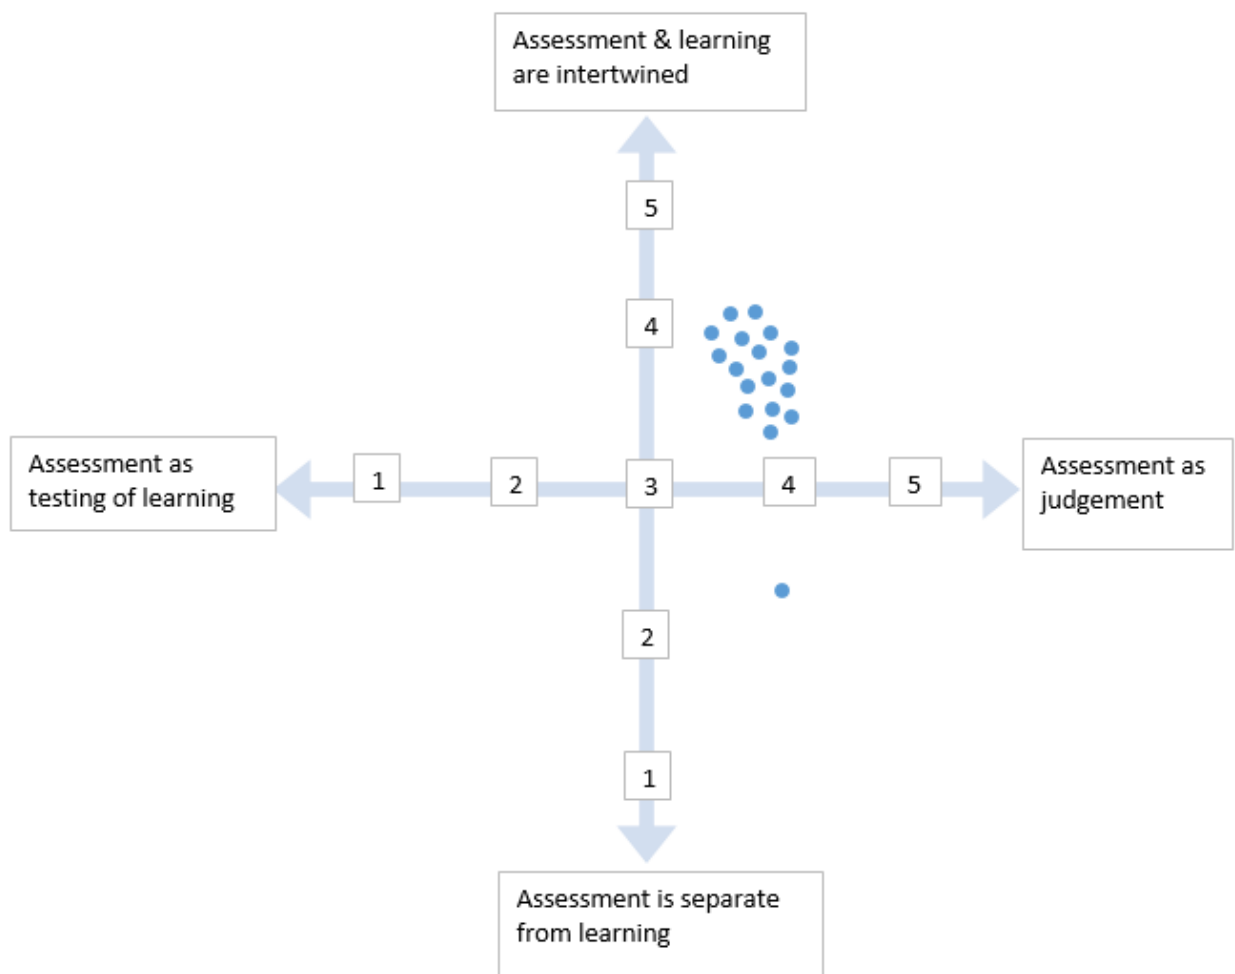 Assessment & learning
are intertwined
5
4
Assessment as
testing of learning
1
2
3
4
5
Assessment as
judgement
2
1
Assessment is separate
from learning